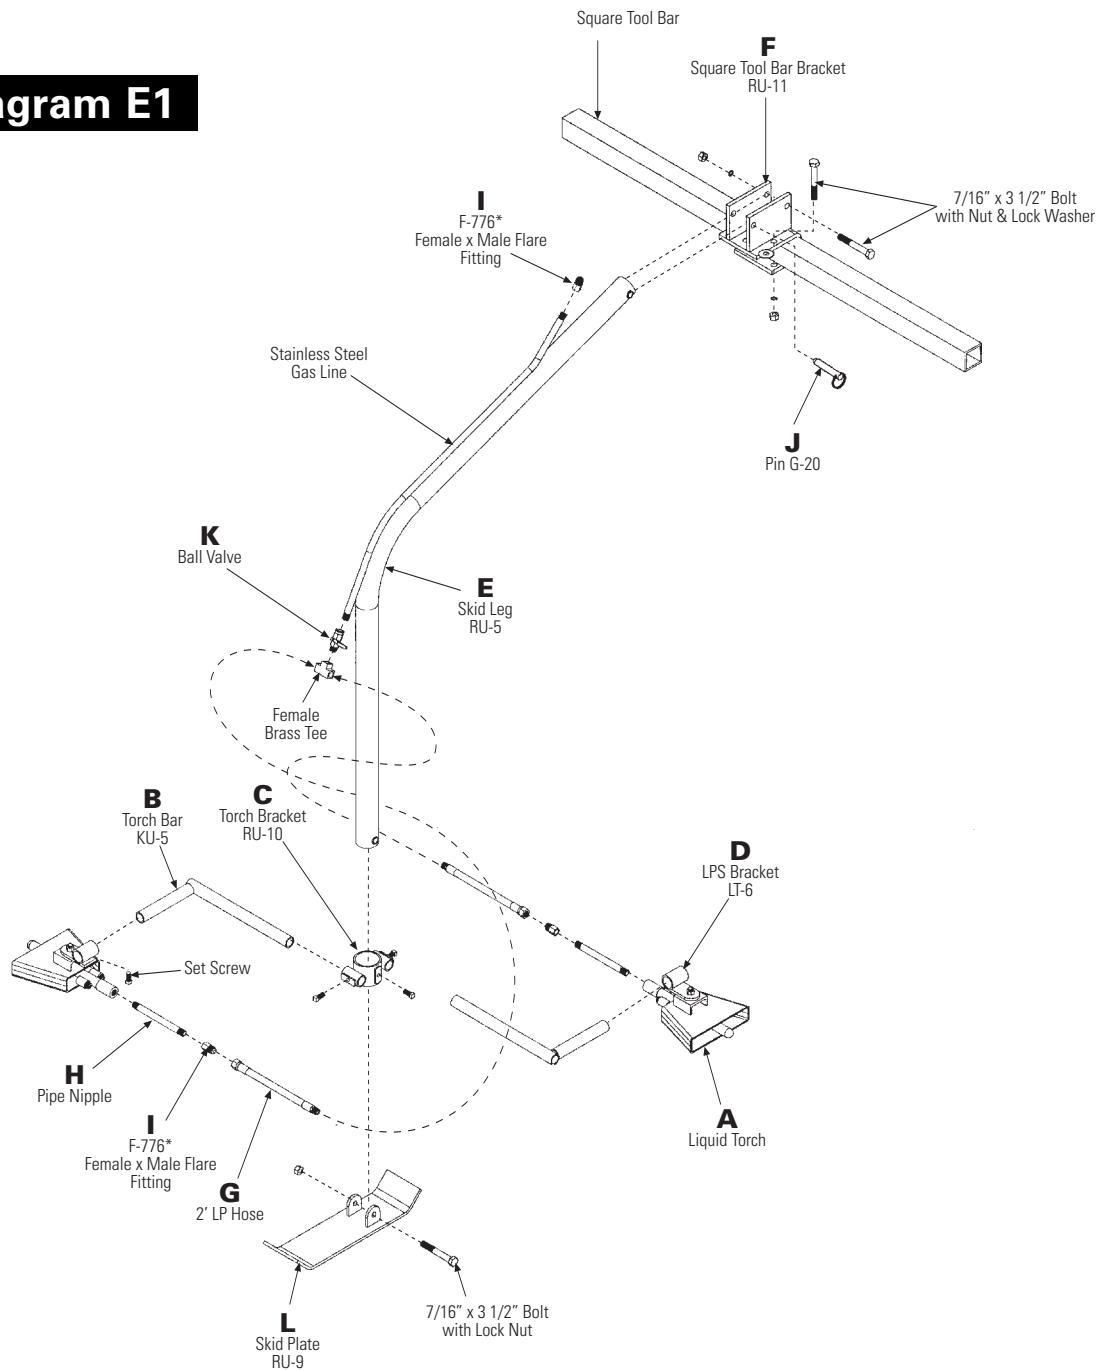 Square Tool Bar
F
Square Tool Bar Bracket
RU-11
agram E1
7/16" x 3 1/2" Bolt
with Nut & Lock Washer
I
F-776*
Female x Male Flare
Fitting
Stainless Steel
Gas Line
J
Pin G-20
K
Ball Valve
E
Skid Leg
RU-5
Female
Brass Tee
B
Torch Bar
KU-5
C
Torch Bracket
RU-10
D
LPS Bracket
LT-6
Set Screw
H
Pipe Nipple
I
F-776*
Female x Male Flare
Fitting
G
2' LP Hose
A
Liquid Torch
7/16" x 3 1/2" Bolt
with Lock Nut
L
Skid Plate
RU-9